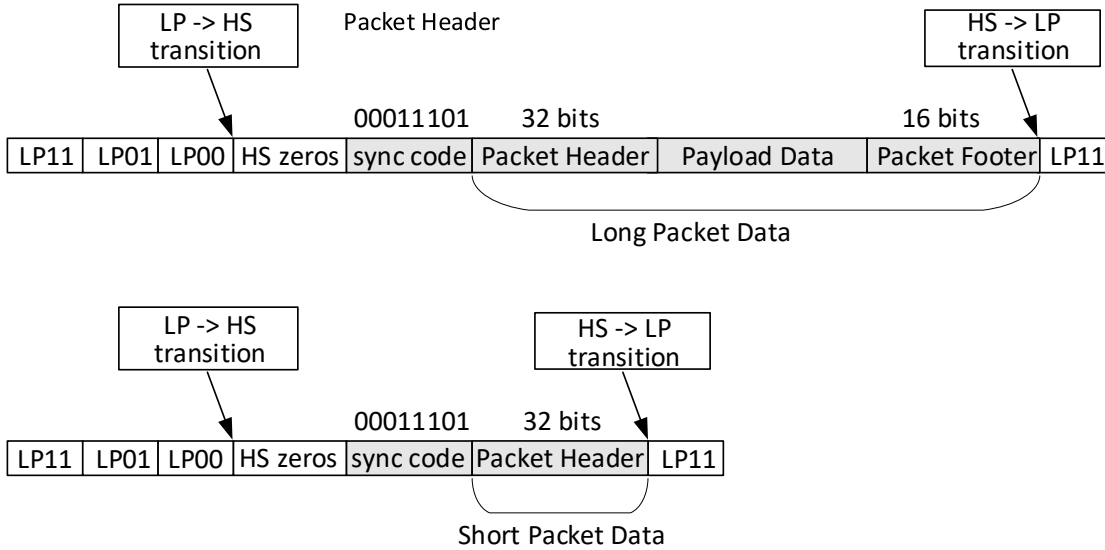 LP -> HS
transition
Packet Header
HS -> LP
transition
00011101
32 bits
16 bits
LP11 LP01 LP00 HS zeros sync code Packet Header Payload Data Packet Footer LP11
Long Packet Data
LP -> HS
transition
HS -> LP
transition
00011101
32 bits
LP11 LP01 LP00 HS zeros sync code Packet Header LP11
Short Packet Data